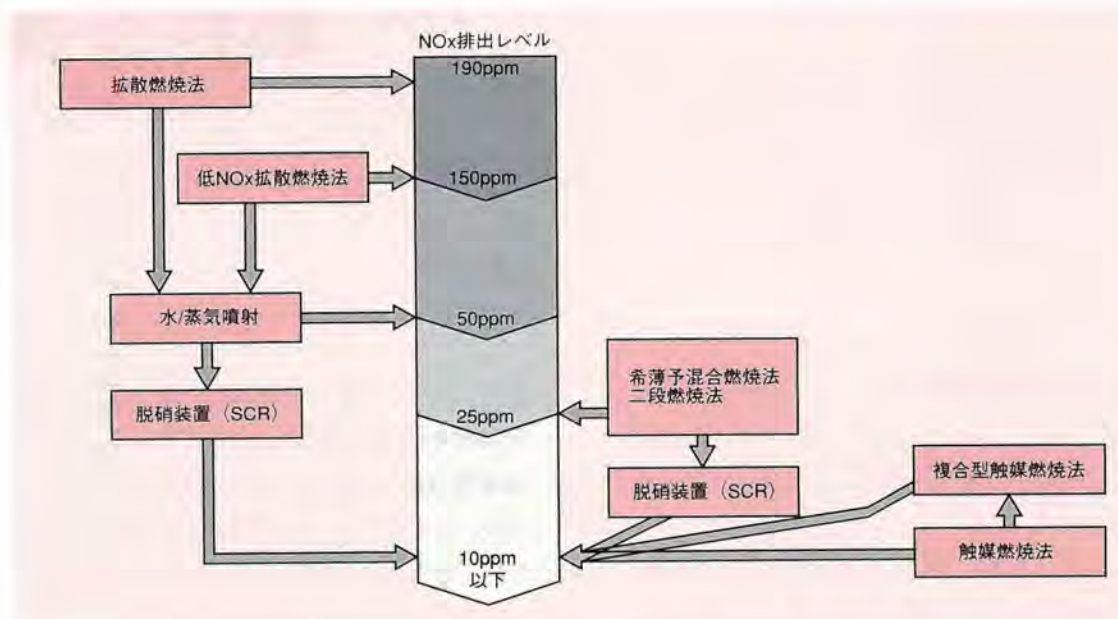 NOx排出レベル
190ppm
拡散燃焼法
低NOx拡散燃焼法
150ppm
水/蒸気噴射
50ppm
希薄予混合燃焼法
二段燃焼法
脱硝装置（SCR）
25ppm
複合型触媒燃焼法
脱硝装置（SCR）
触媒燃焼法
10ppm
以下